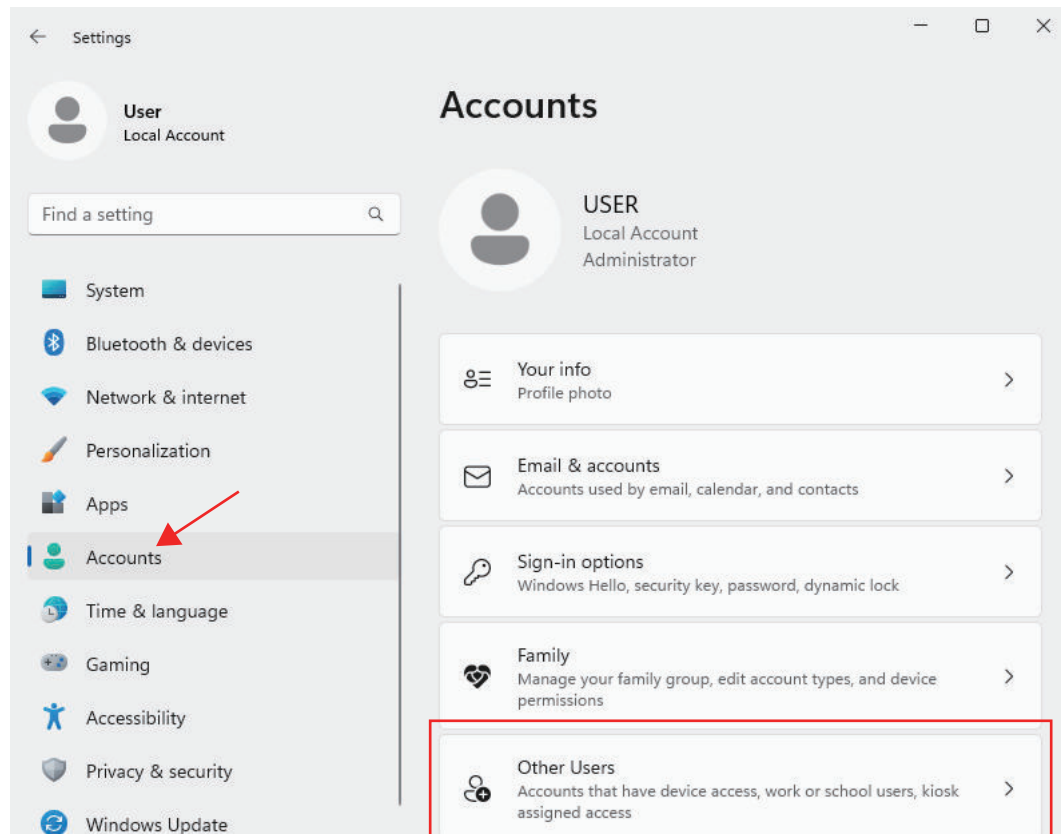 Settings
User
Local Account
Find a setting
System
Bluetooth & devices
Network & internet
Personalization
Apps
Accounts
Time & language
Gaming
Accessibility
Privacy & security
Windows Update
Accounts
USER
Local Account
Administrator
Your info
Profile photo
Email & accounts
Accounts used by email, calendar, and contacts
Sign-in options
Windows Hello, security key, password, dynamic lock
Family
Manage your family group, edit account types, and device
permissions
Other Users
Accounts that have device access, work or school users, kiosk
assigned access